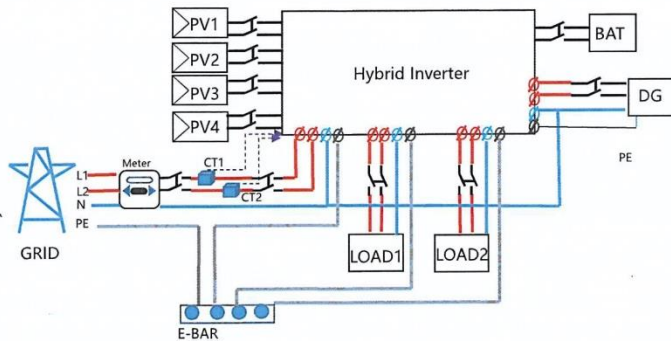 PV1
PV2
PV3
PV4
Hybrid Inverter
BAT
DG
PE
Meter
CT1
CT2
L1
L2
N
PE
GRID
LOAD1
LOAD2
E-BAR